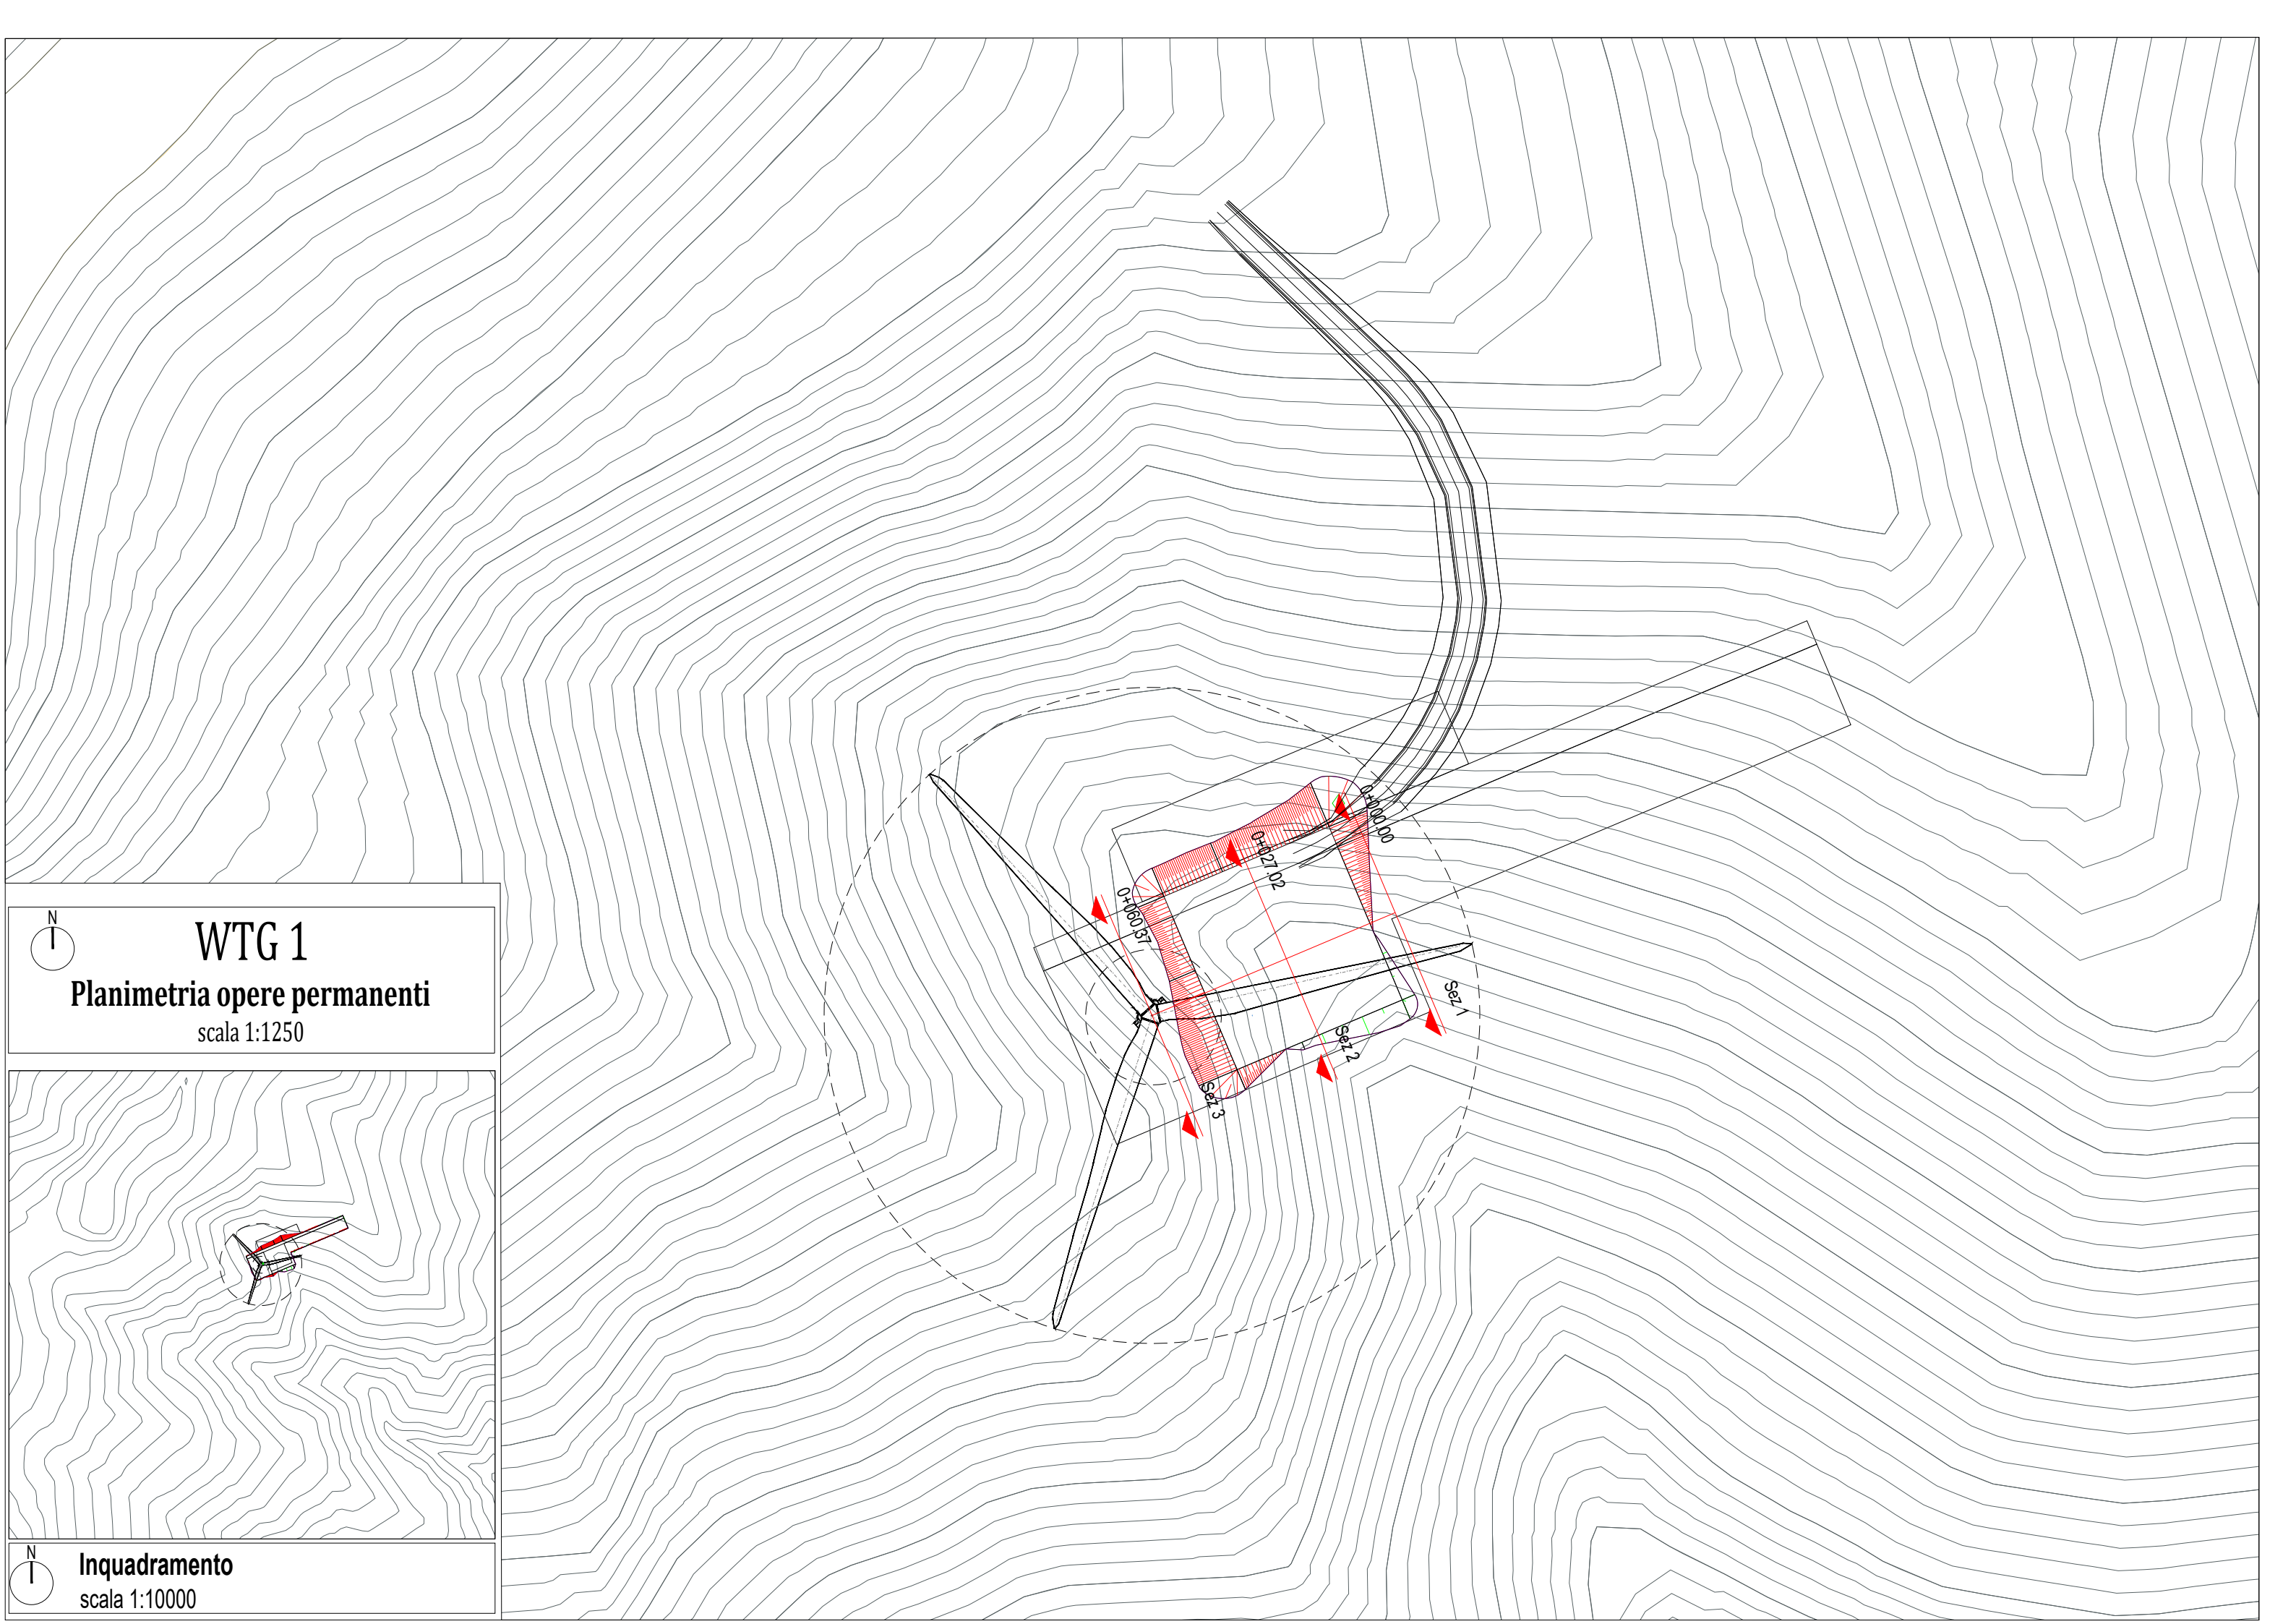 0+000.00
0+027.02
0+060.37
Sez 1
Sez 2
Sez 3
N
WTG 1
Planimetria opere permanenti
scala 1:1250
N
Inquadramento
scala 1:10000